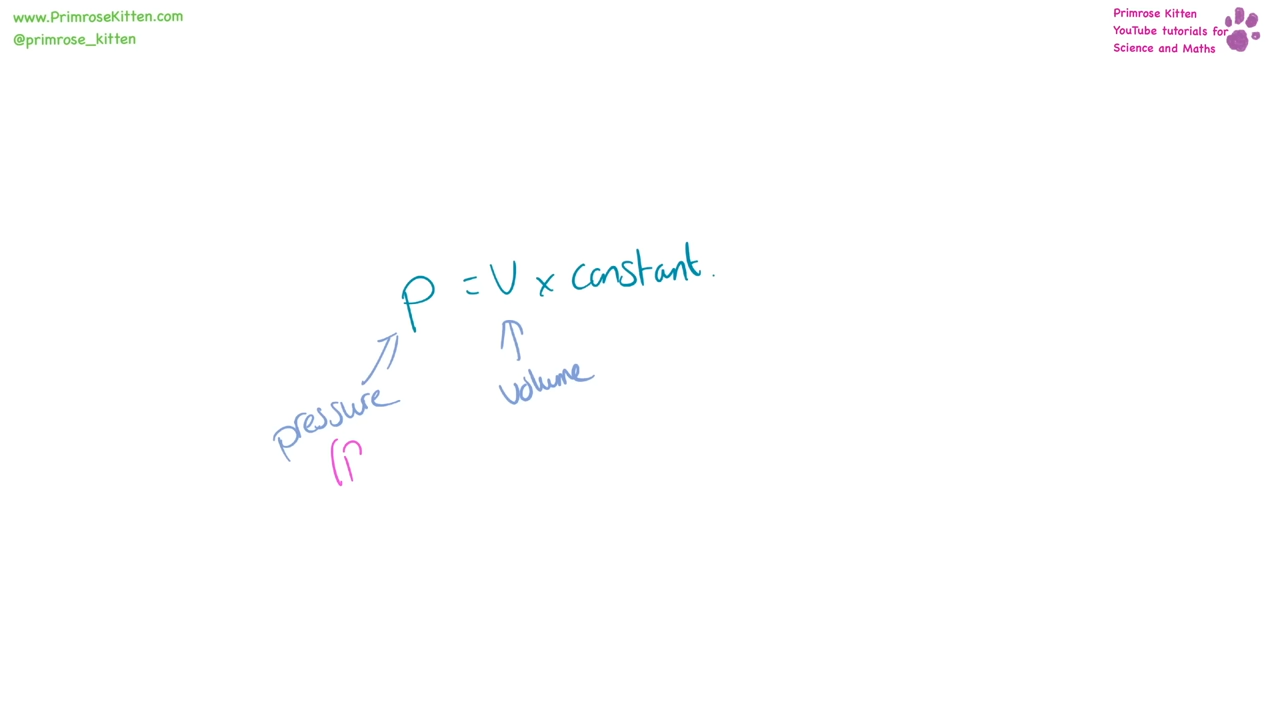 www.PrimroseKitten.com
@primrose_kitten
Primrose Kitten
YouTube tutorials for
Science and Maths
P = V x constant.
pressure
volume